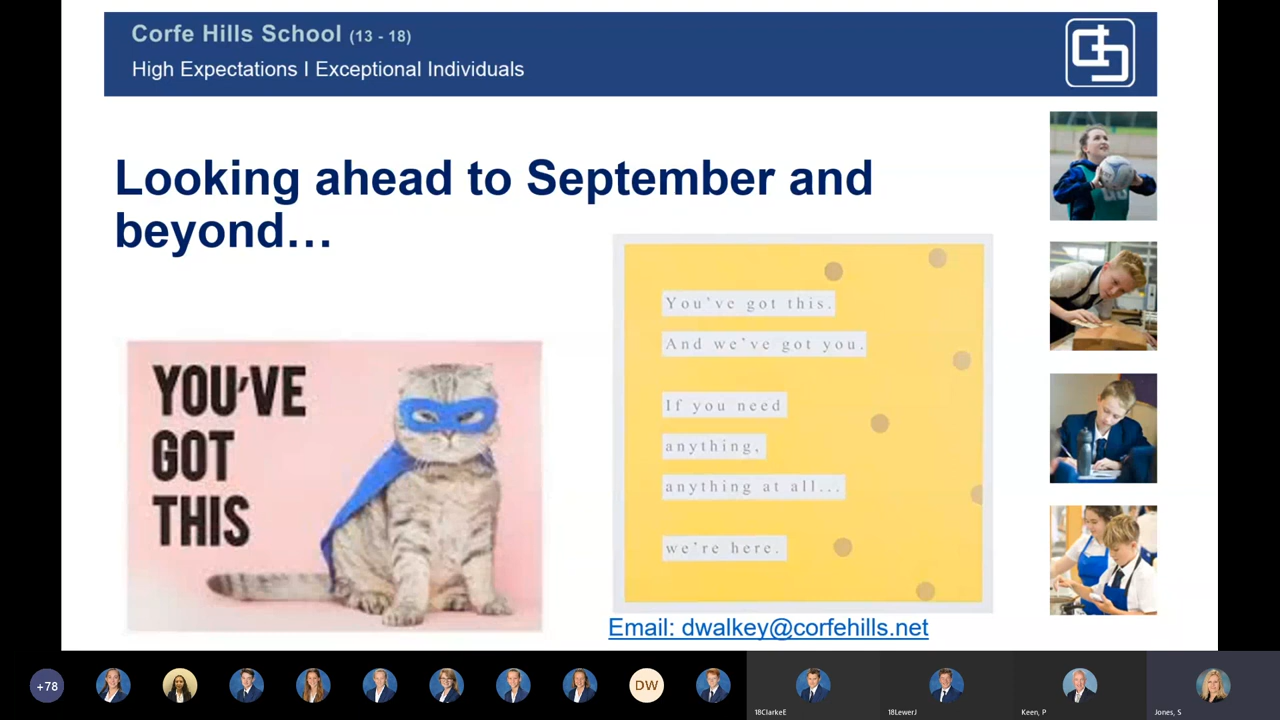 Corfe Hills School (13 - 18)
High Expectations I Exceptional Individuals
Looking ahead to September and
beyond…
YOU'VE
GOT
THIS
You've got this.
And we've got you.
If you need
anything,
anything at all...
we're here.
Email: dwalkey@corfehills.net
+78
DW
18ClarkeE
18LewerJ
Keen, P
Jones, S